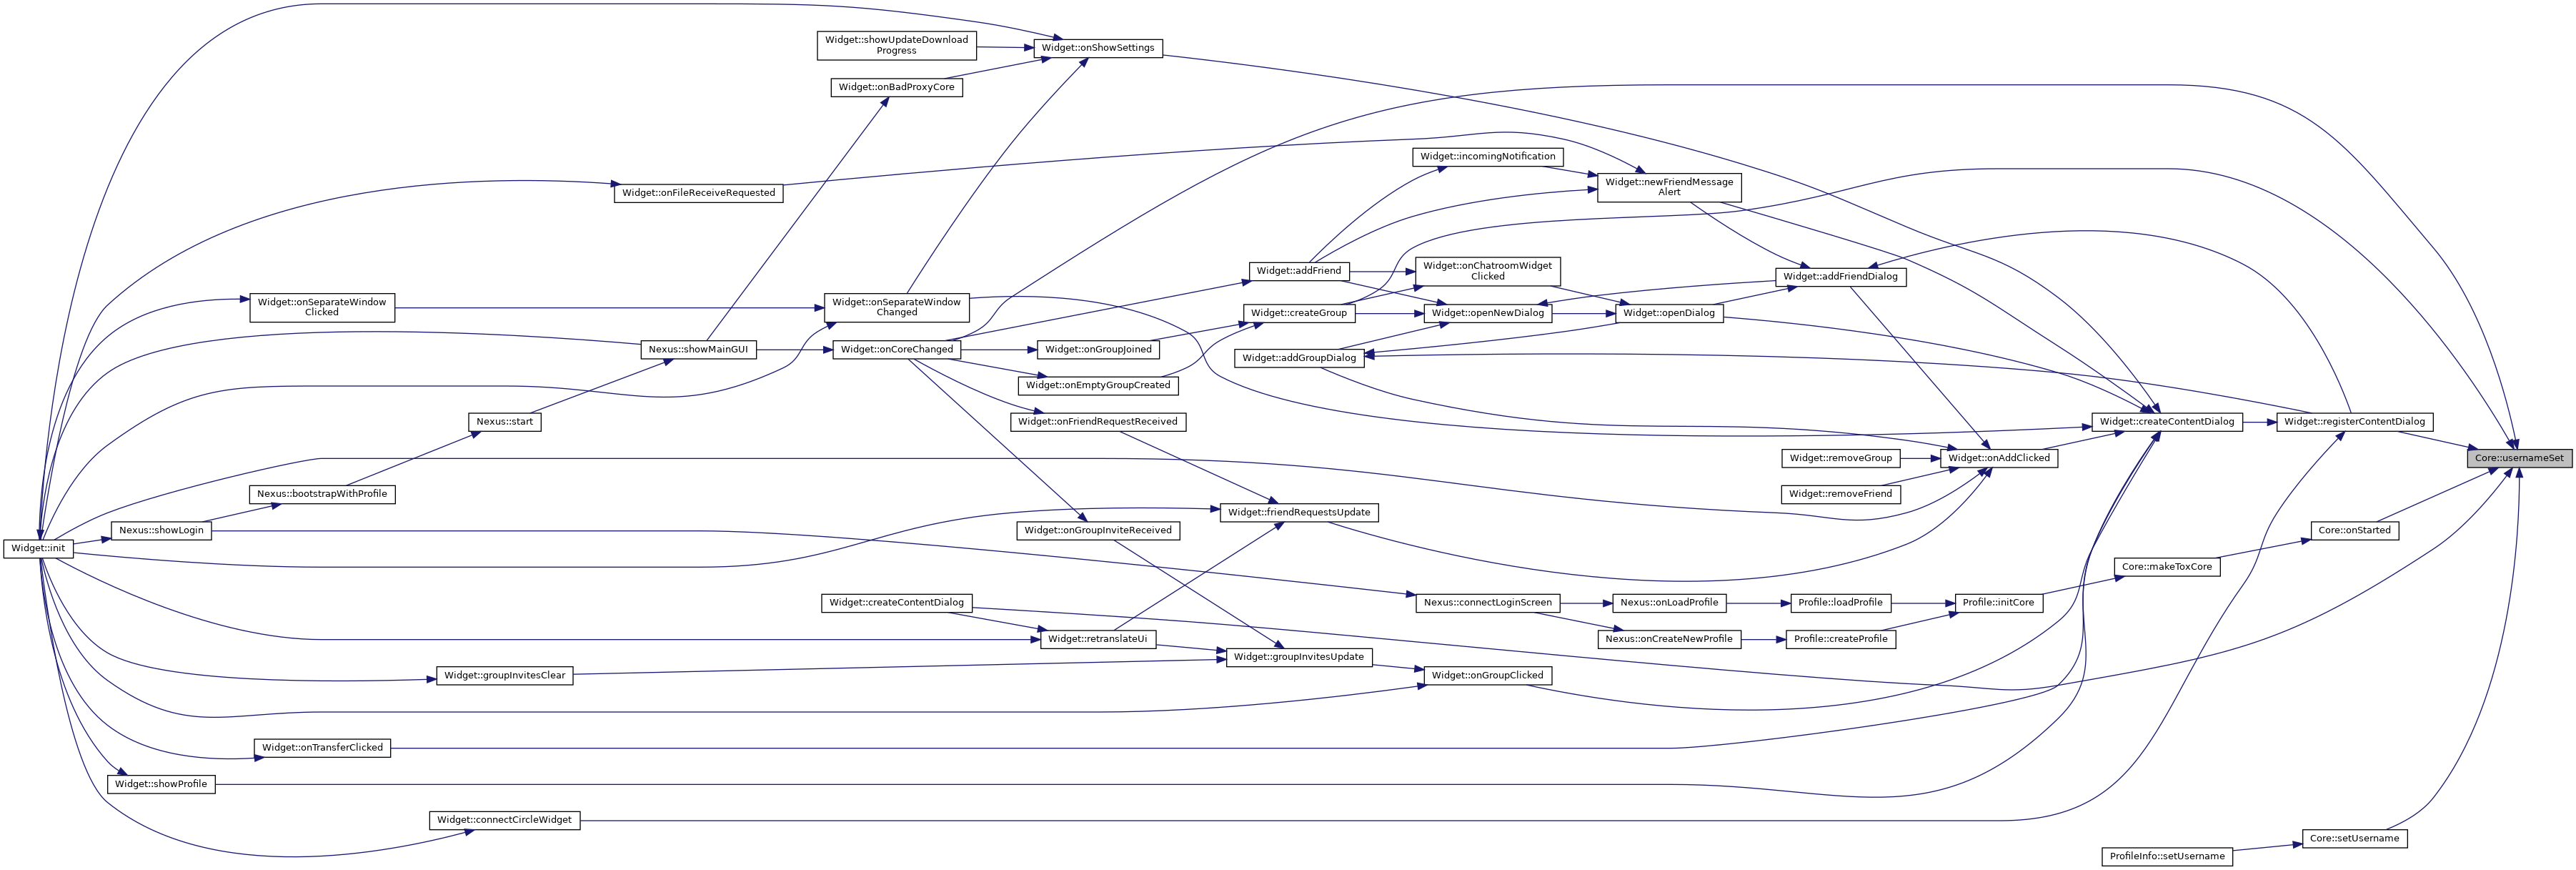 Widget::showUpdateDownload
Progress
Widget::onShowSettings
Widget::onBadProxyCore
Widget::incomingNotification
Widget::newFriendMessage
Alert
Widget::onFileReceiveRequested
Widget::addFriend
Widget::onChatroomWidget
Clicked
Widget::addFriendDialog
Widget::onSeparateWindow
Clicked
Widget::onSeparateWindow
Changed
Widget::createGroup
Widget::openNewDialog
Widget::openDialog
Nexus::showMainGUI
Widget::onCoreChanged
Widget::onGroupJoined
Widget::addGroupDialog
Widget::onEmptyGroupCreated
Nexus::start
Widget::onFriendRequestReceived
Widget::createContentDialog
Widget::registerContentDialog
Widget::removeGroup
Widget::onAddClicked
Core::usernameSet
Nexus::bootstrapWithProfile
Widget::removeFriend
Widget::friendRequestsUpdate
Nexus::showLogin
Widget::onGroupInviteReceived
Core::onStarted
Widget::init
Core::makeToxCore
Widget::createContentDialog
Nexus::connectLoginScreen
Nexus::onLoadProfile
Profile::loadProfile
Profile::initCore
Widget::retranslateUi
Nexus::onCreateNewProfile
Profile::createProfile
Widget::groupInvitesUpdate
Widget::groupInvitesClear
Widget::onGroupClicked
Widget::onTransferClicked
Widget::showProfile
Widget::connectCircleWidget
Core::setUsername
ProfileInfo::setUsername